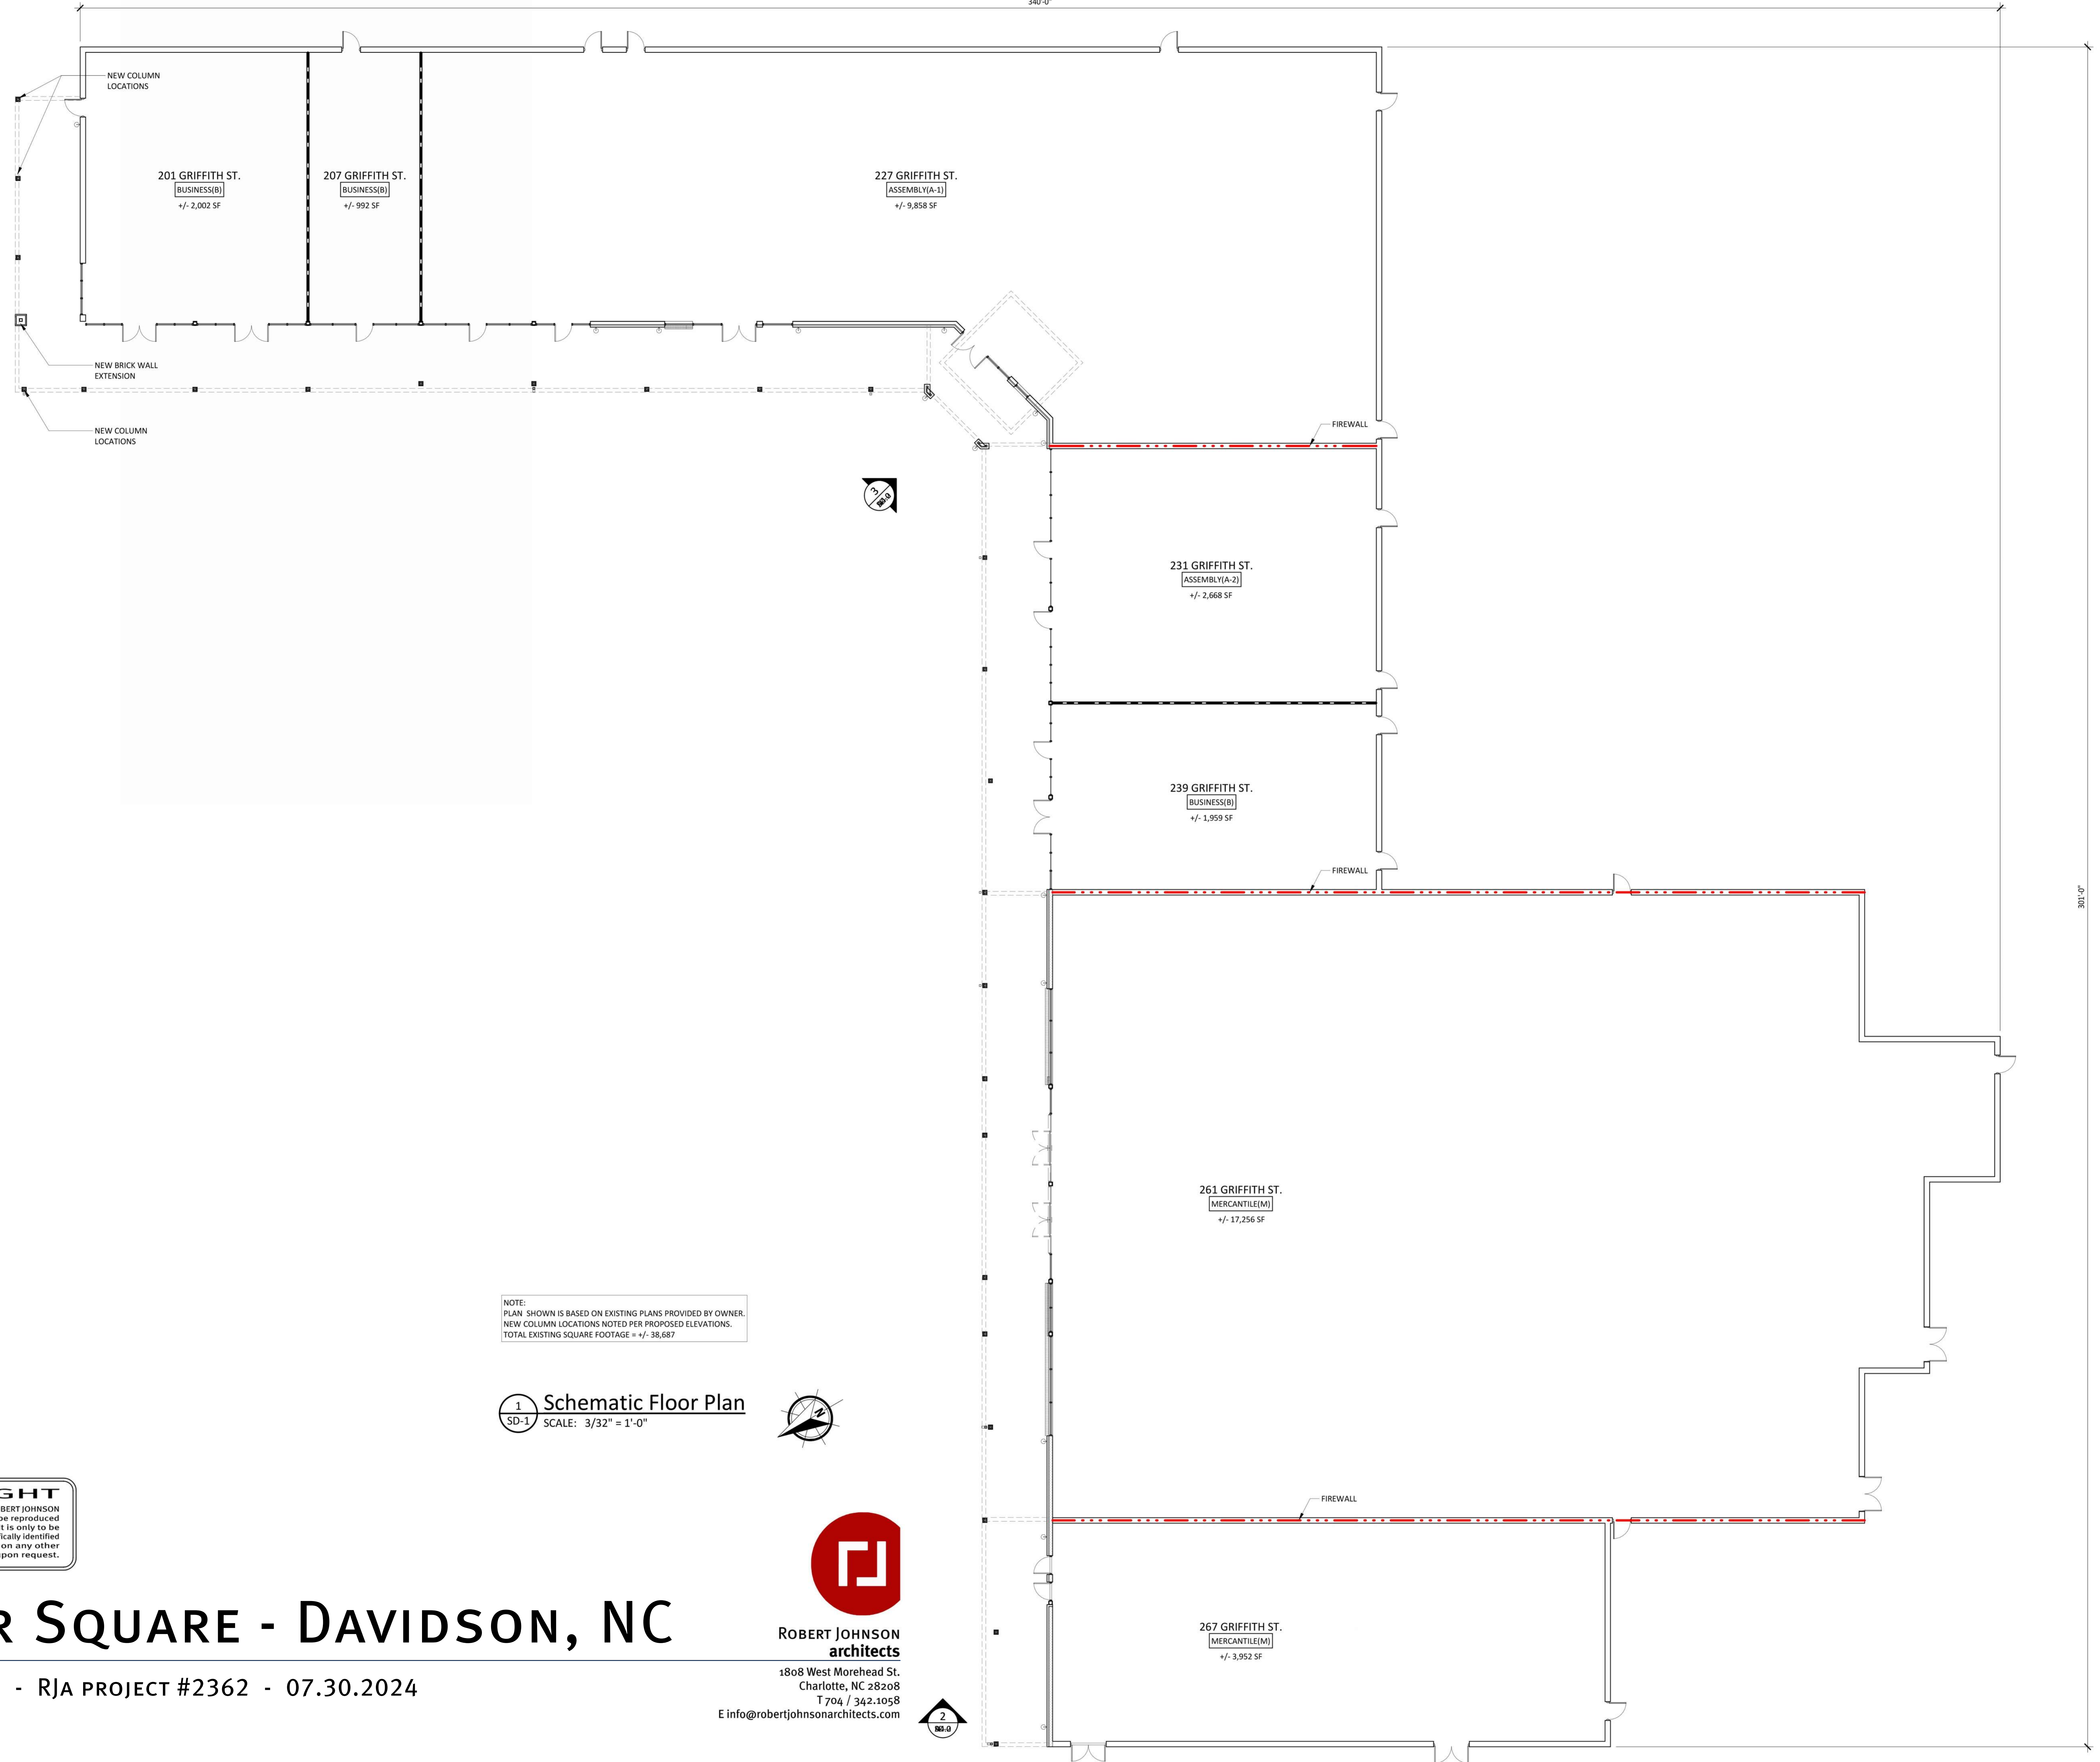 340'-0"
NEW COLUMN
LOCATIONS
201 GRIFFITH ST.
BUSINESS(B)
+/- 2,002 SF
207 GRIFFITH ST.
BUSINESS(B)
+/- 992 SF
227 GRIFFITH ST.
ASSEMBLY(A-1)
+/- 9,858 SF
NEW BRICK WALL
EXTENSION
NEW COLUMN
LOCATIONS
FIREWALL
3
231 GRIFFITH ST.
ASSEMBLY(A-2)
+/- 2,668 SF
239 GRIFFITH ST.
BUSINESS(B)
+/- 1,959 SF
FIREWALL
301'-0"
261 GRIFFITH ST.
MERCANTILE(M)
+/- 17,256 SF
NOTE:
PLAN SHOWN IS BASED ON EXISTING PLANS PROVIDED BY OWNER.
NEW COLUMN LOCATIONS NOTED PER PROPOSED ELEVATIONS.
TOTAL EXISTING SQUARE FOOTAGE = +/- 38,687
1
SD-1
Schematic Floor Plan
SCALE: 3/32" = 1'-0"
N
FIREWALL
GHT
BERT JOHNSON
be reproduced
t is only to be
fically identified
on any other
pon request.
267 GRIFFITH ST.
MERCANTILE(M)
+/- 3,952 SF
R SQUARE - DAVIDSON, NC
- RJA PROJECT #2362 - 07.30.2024
ROBERT JOHNSON
architects
1808 West Morehead St.
Charlotte, NC 28208
T 704 / 342.1058
E info@robertjohnsonarchitects.com
2